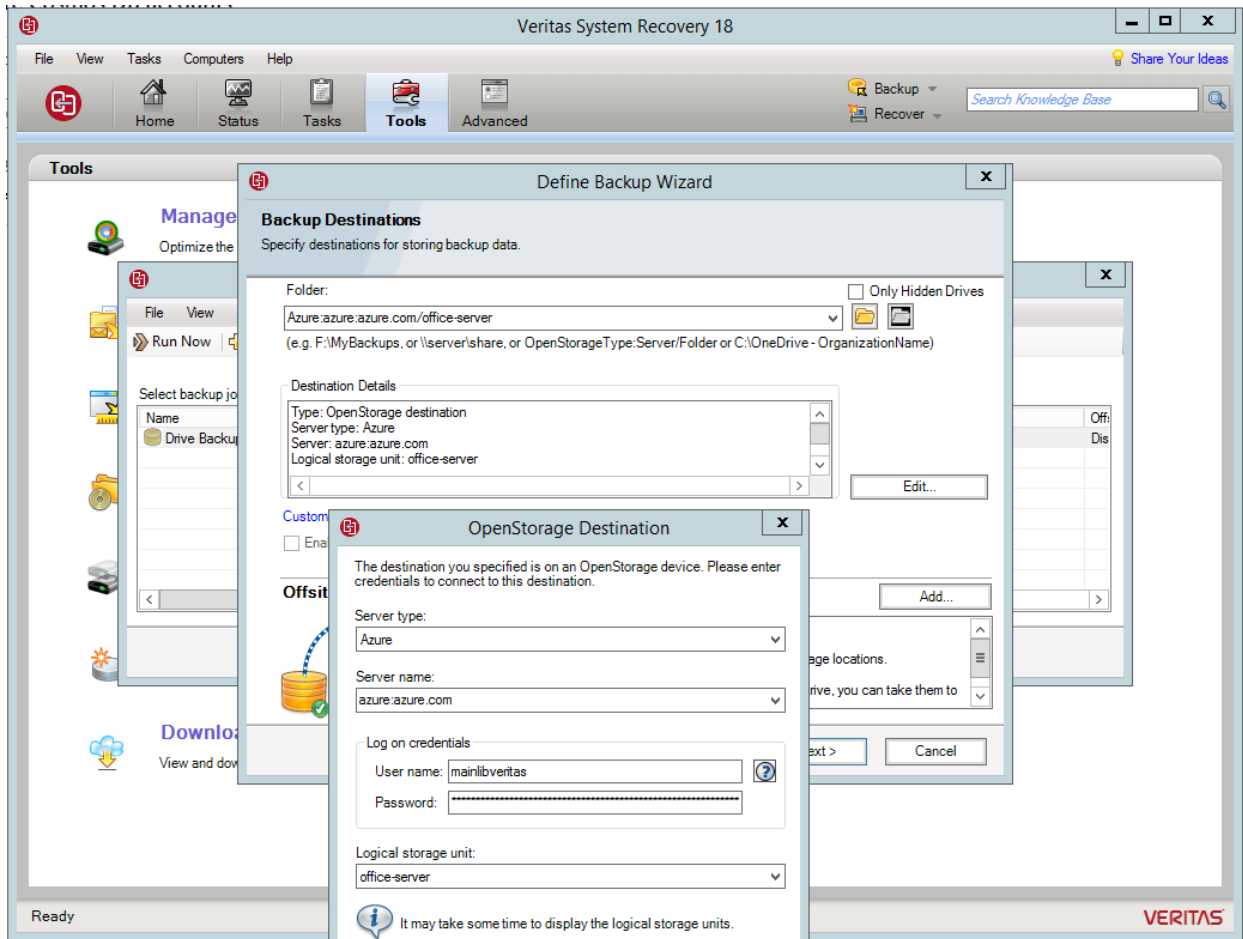 Veritas System Recovery 18
File View Tasks Computers Help
Share Your Ideas
Home Status Tasks Tools Advanced
Backup
Recover
Search Knowledge Base
Tools
Define Backup Wizard
Manage
Optimize the
Backup Destinations
Specify destinations for storing backup data.
File View
Run Now
Select backup jo
Name
Drive Backup
Off
Dis
Folder:
Only Hidden Drives
Azure:azure:azure.com/office-server
(e.g. F:\MyBackups, or \\server\share, or OpenStorageType:Server/Folder or C:\OneDrive - OrganizationName)
Destination Details
Type: OpenStorage destination
Server type: Azure
Server: azure:azure.com
Logical storage unit: office-server
Edit...
Custom
Ena
Offsit
Add...
age locations.
rive, you can take them to
ext >
Cancel
OpenStorage Destination
The destination you specified is on an OpenStorage device. Please enter
credentials to connect to this destination.
Server type:
Azure
Server name:
azure:azure.com
Log on credentials
User name: mainlibveritas
Password:
Logical storage unit:
office-server
It may take some time to display the logical storage units.
Downloa
View and dow
Ready
VERITAS